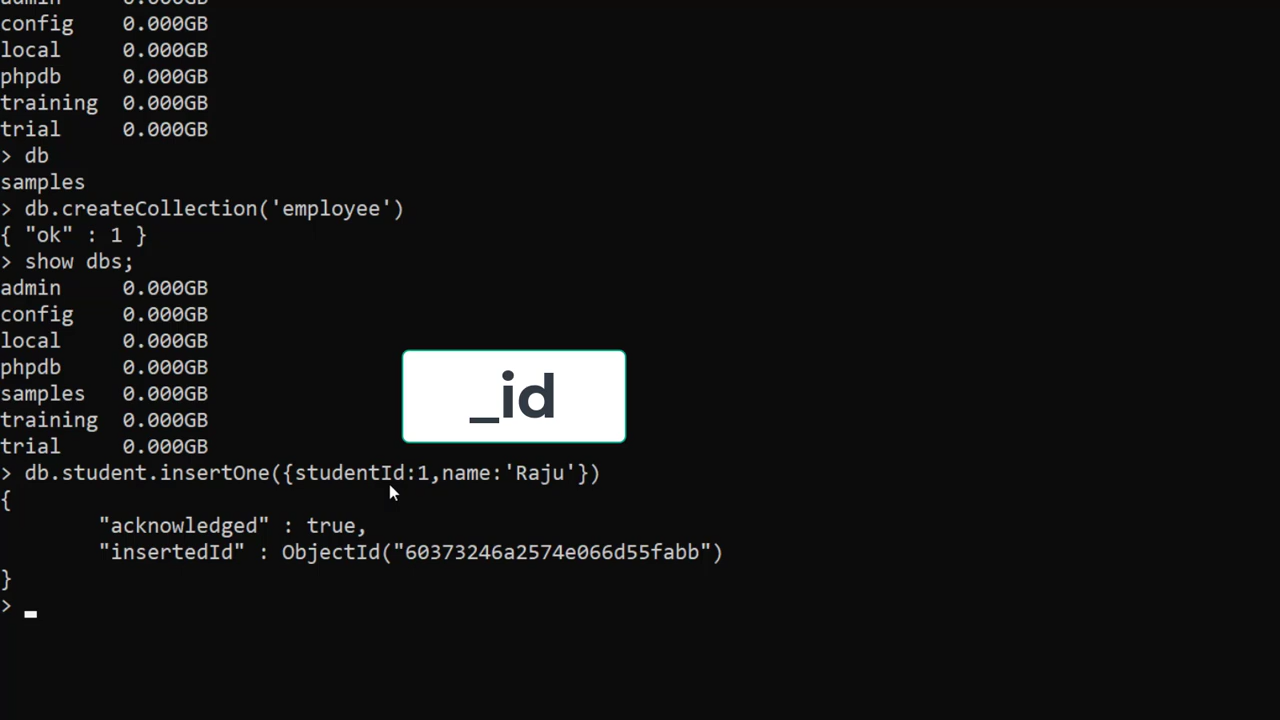 admin 0.000GB
config 0.000GB
local 0.000GB
phpdb 0.000GB
training 0.000GB
trial 0.000GB
> db
samples
> db.createCollection('employee')
{ "ok" : 1 }
> show dbs;
admin 0.000GB
config 0.000GB
local 0.000GB
phpdb 0.000GB
samples 0.000GB
training 0.000GB
trial 0.000GB
_id
> db.student.insertOne({studentId:1,name:'Raju'})
{
"acknowledged" : true,
"insertedId" : ObjectId("60373246a2574e066d55fabb")
}
>